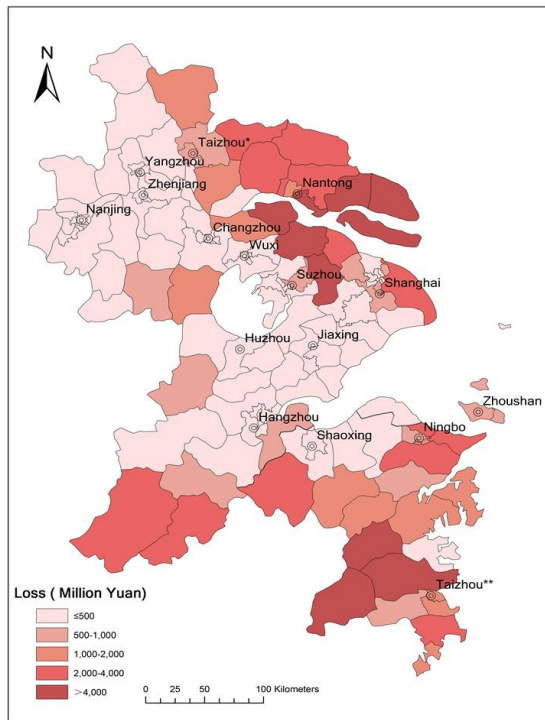 N
Taizhou*
Yangzhou
Zhenjiang
Nantong
Nanjing
Changzhou
Wuxi
Suzhou
Shanghai
Huzhou
Jiaxing
Zhoushan
Hangzhou
Ningbo
Shaoxing
Taizhou**
Loss ( Million Yuan)
≤500
500-1,000
1,000-2,000
2,000-4,000
>4,000
0 25 50 100 Kilometers